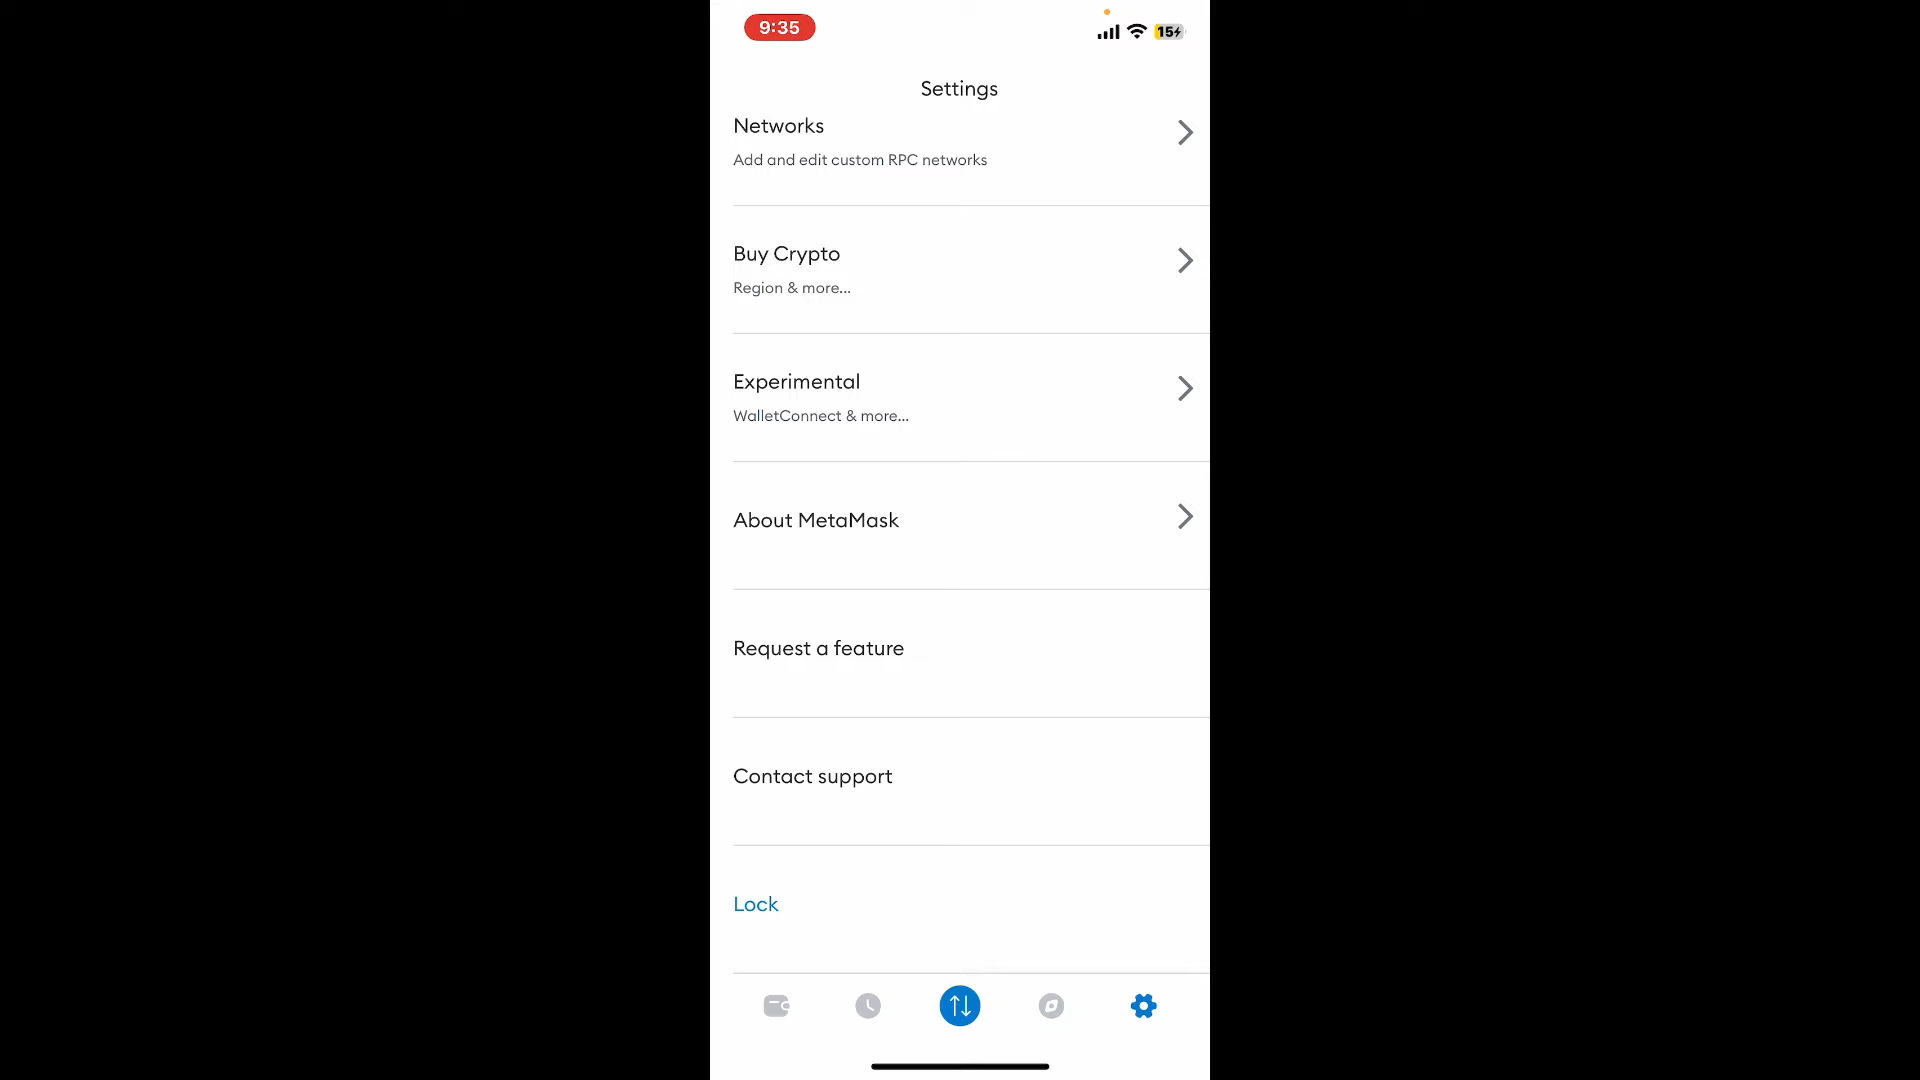 9:35
15
Settings
Networks
Add and edit custom RPC networks
Buy Crypto
Region & more...
Experimental
WalletConnect & more...
About MetaMask
Request a feature
Contact support
Lock